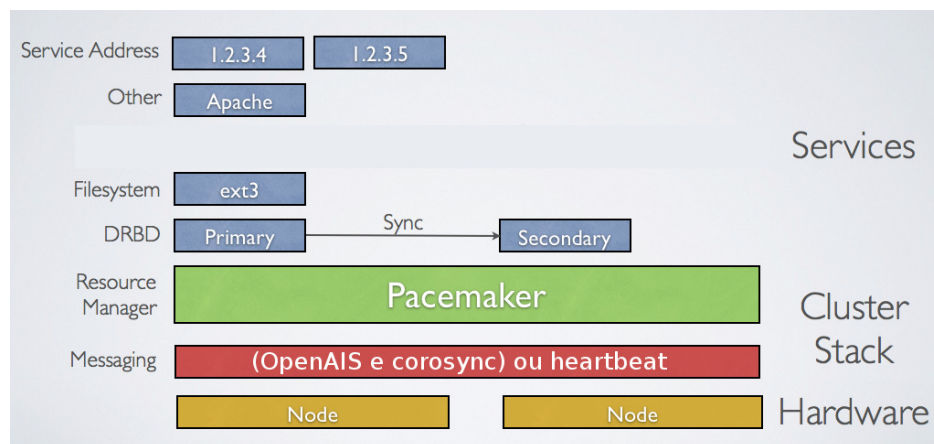 Service Address 1.2.3.4 1.2.3.5
Other Apache
Services
Filesystem ext3
Sync
DRBD Primary Secondary
Resource
Manager
Pacemaker
Cluster
Stack
Messaging (OpenAIS e corosync) ou heartbeat
Node Node Hardware